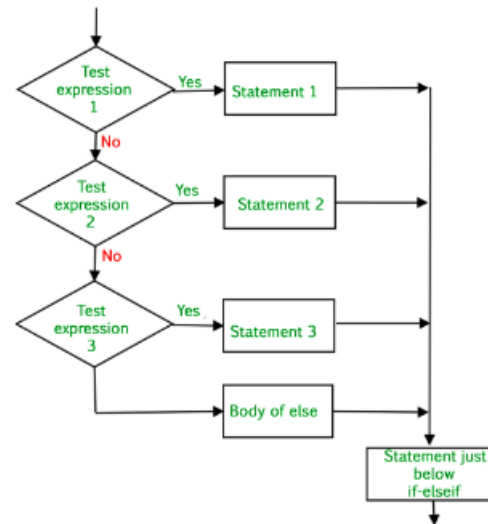 Test
expression
1
Yes
Statement 1
No
Test
expression
2
Yes
Statement 2
No
Test
expression
3
Yes
Statement 3
Body of else
Statement just
below
if-elseif